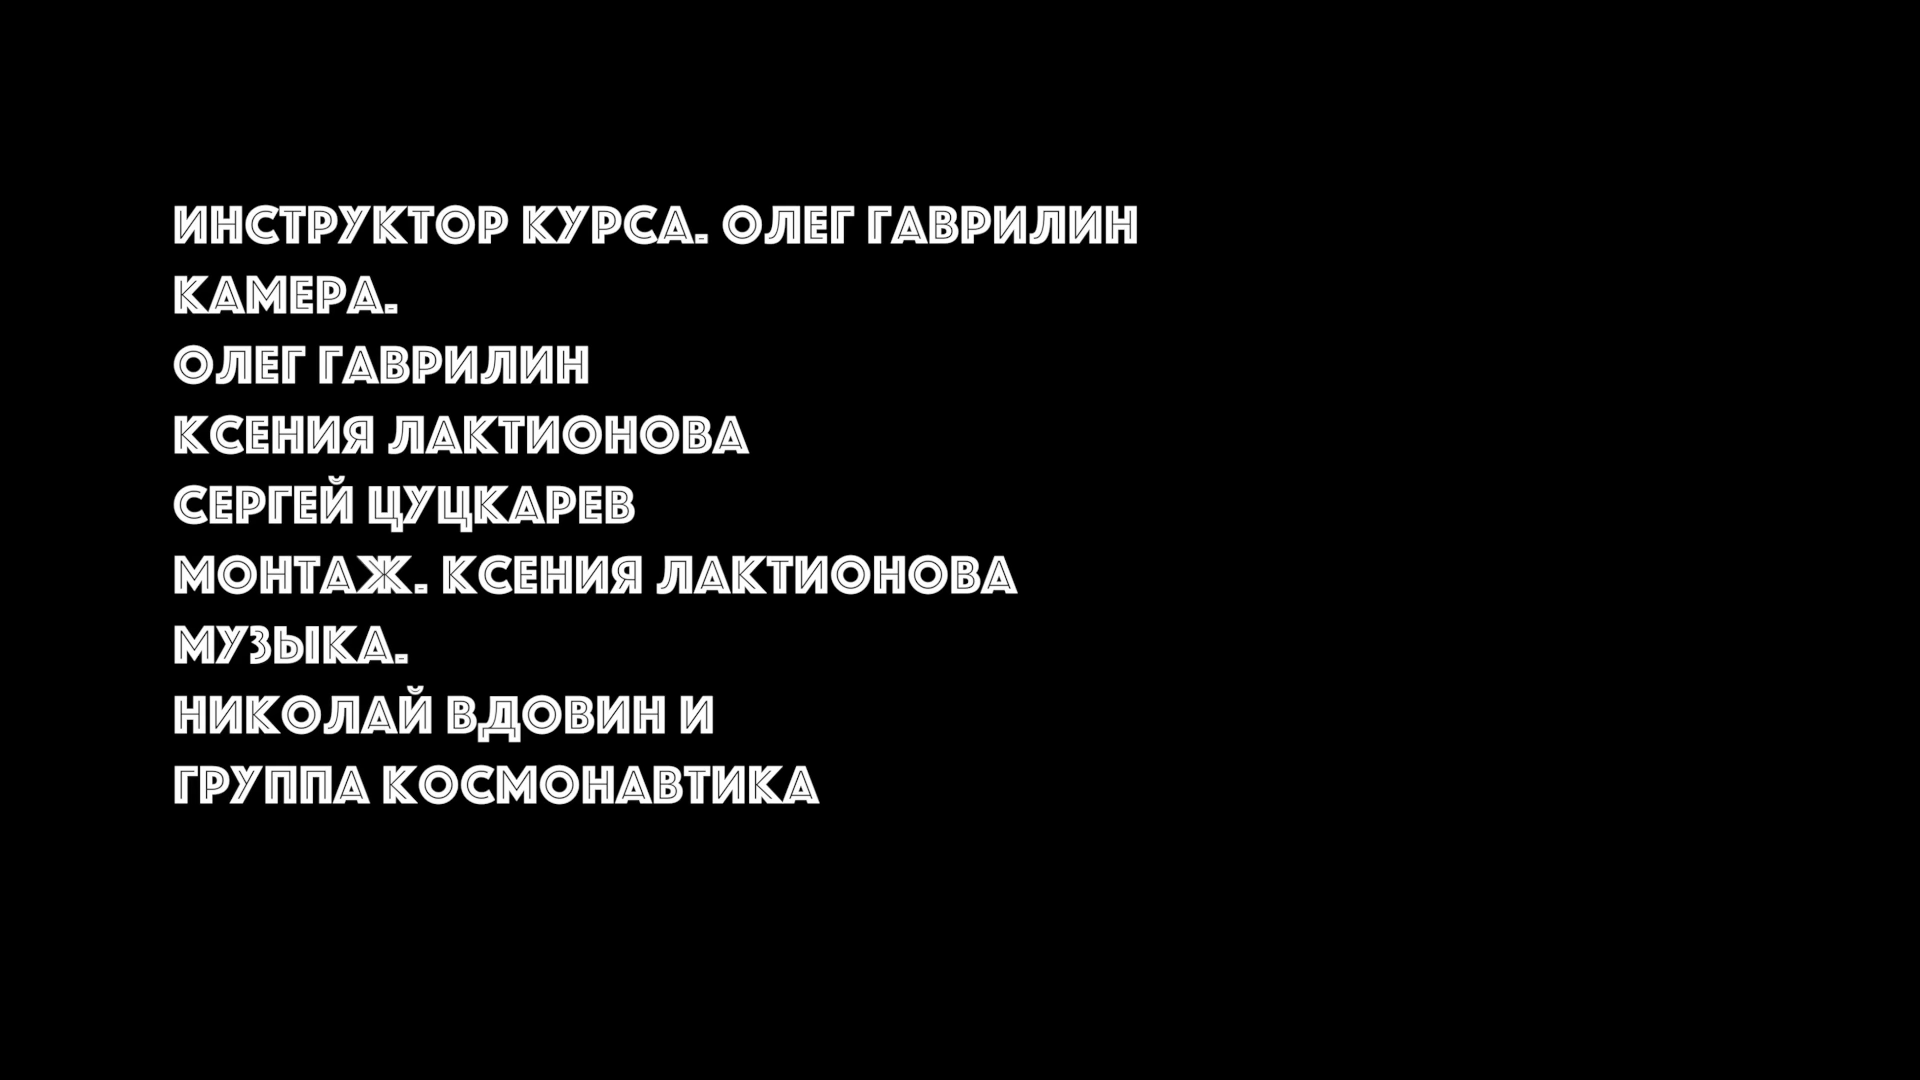 ИНСТРУКТОР КУРСА. ОЛЕГ ГАВРИЛИН
КАМЕРА.
ОЛЕГ ГАВРИЛИН
КСЕНИЯ ЛАКТИОНОВА
СЕРГЕЙ ЦУЦКАРЕВ
МОНТАЖ. КСЕНИЯ ЛАКТИОНОВА
МУЗЫКА.
НИКОЛАЙ ВДОВИН И
ГРУППА КОСМОНАВТИКА